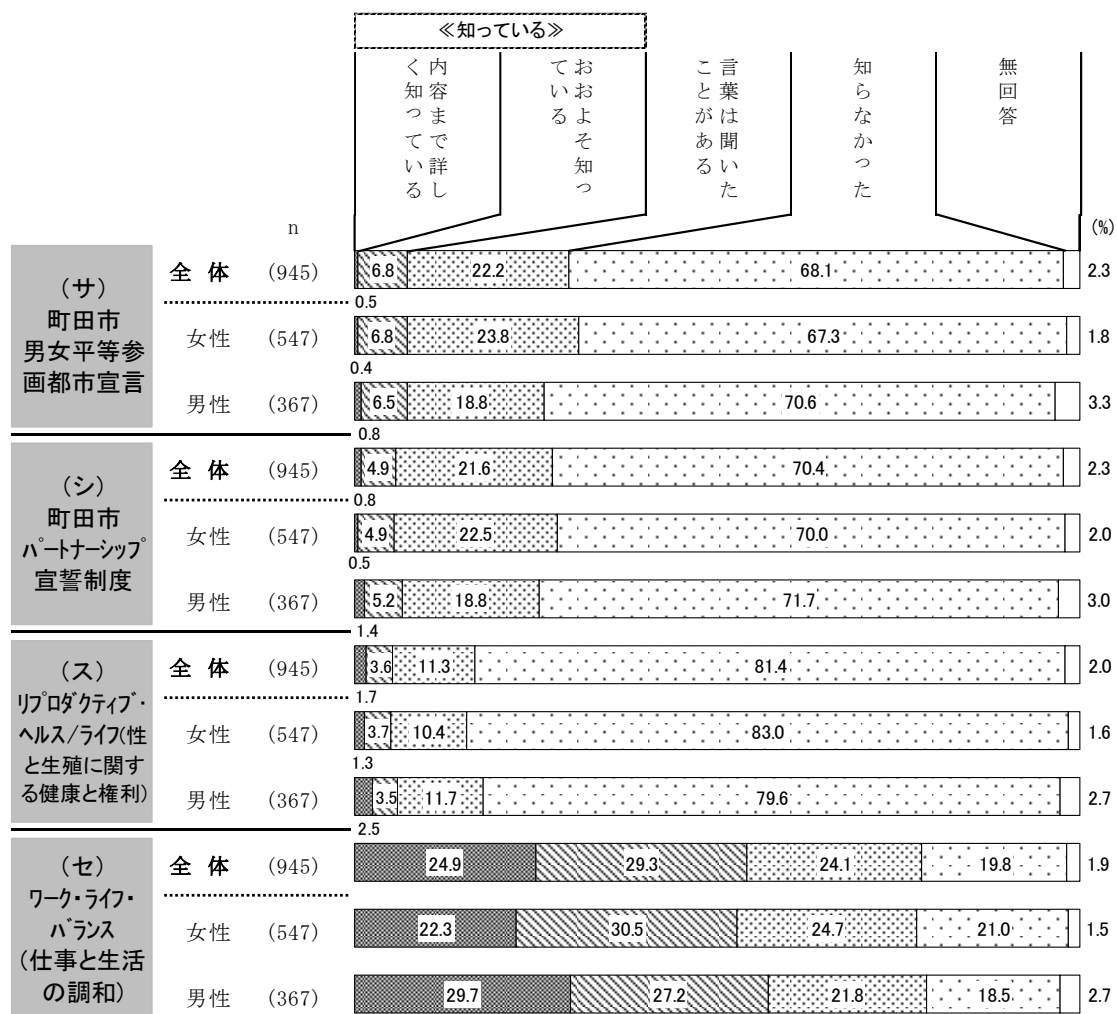 ≪知っている≫
内容まで詳し
く知っている
おおよそ知っ
ている
言葉は聞いた
ことがある
知らなかった
無回答
n
(%)
(サ)
町田市
男女平等参
画都市宣言
全 体 (945) 6.8 22.2 68.1 2.3
0.5
女性 (547) 6.8 23.8 67.3 1.8
0.4
男性 (367) 6.5 18.8 70.6 3.3
0.8
(シ)
町田市
パートナーシップ
宣誓制度
全 体 (945) 4.9 21.6 70.4 2.3
0.8
女性 (547) 4.9 22.5 70.0 2.0
0.5
男性 (367) 5.2 18.8 71.7 3.0
1.4
(ス)
リプロダクティブ・
ヘルス/ライフ(性
と生殖に関す
る健康と権利)
全 体 (945) 3.6 11.3 81.4 2.0
1.7
女性 (547) 3.7 10.4 83.0 1.6
1.3
男性 (367) 3.5 11.7 79.6 2.7
2.5
(セ)
ワーク・ライフ・
バランス
(仕事と生活
の調和)
全 体 (945) 24.9 29.3 24.1 19.8 1.9
女性 (547) 22.3 30.5 24.7 21.0 1.5
男性 (367) 29.7 27.2 21.8 18.5 2.7